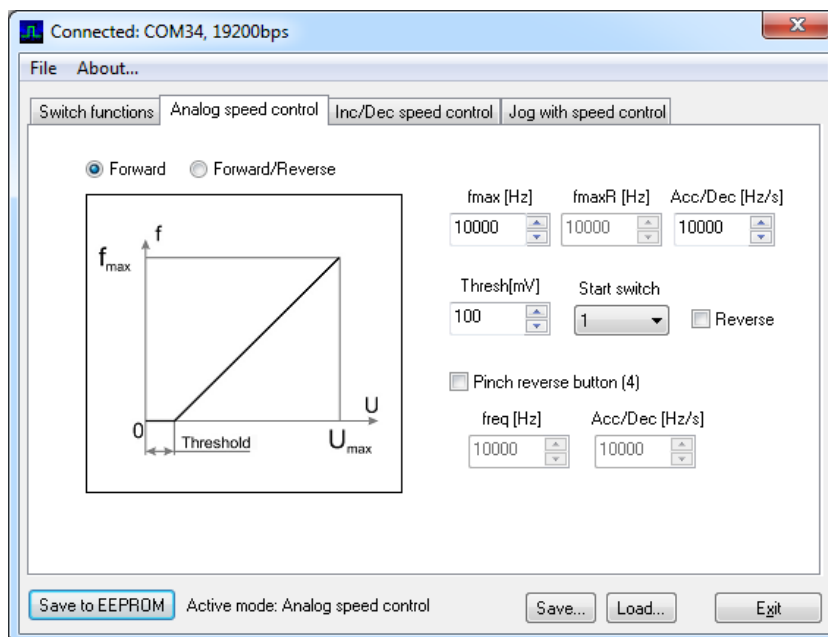 Connected: COM34, 19200bps
File About...
Switch functions Analog speed control Inc/Dec speed control Jog with speed control
Forward Forward/Reverse
fmax [Hz] fmaxR [Hz] Acc/Dec [Hz/s]
10000 10000 10000
Thresh[mV] Start switch
100 1 Reverse
Pinch reverse button (4)
freq [Hz] Acc/Dec [Hz/s]
10000 10000
f
fmax
0
U
Threshold
Umax
Save to EEPROM Active mode: Analog speed control Save... Load... Exit